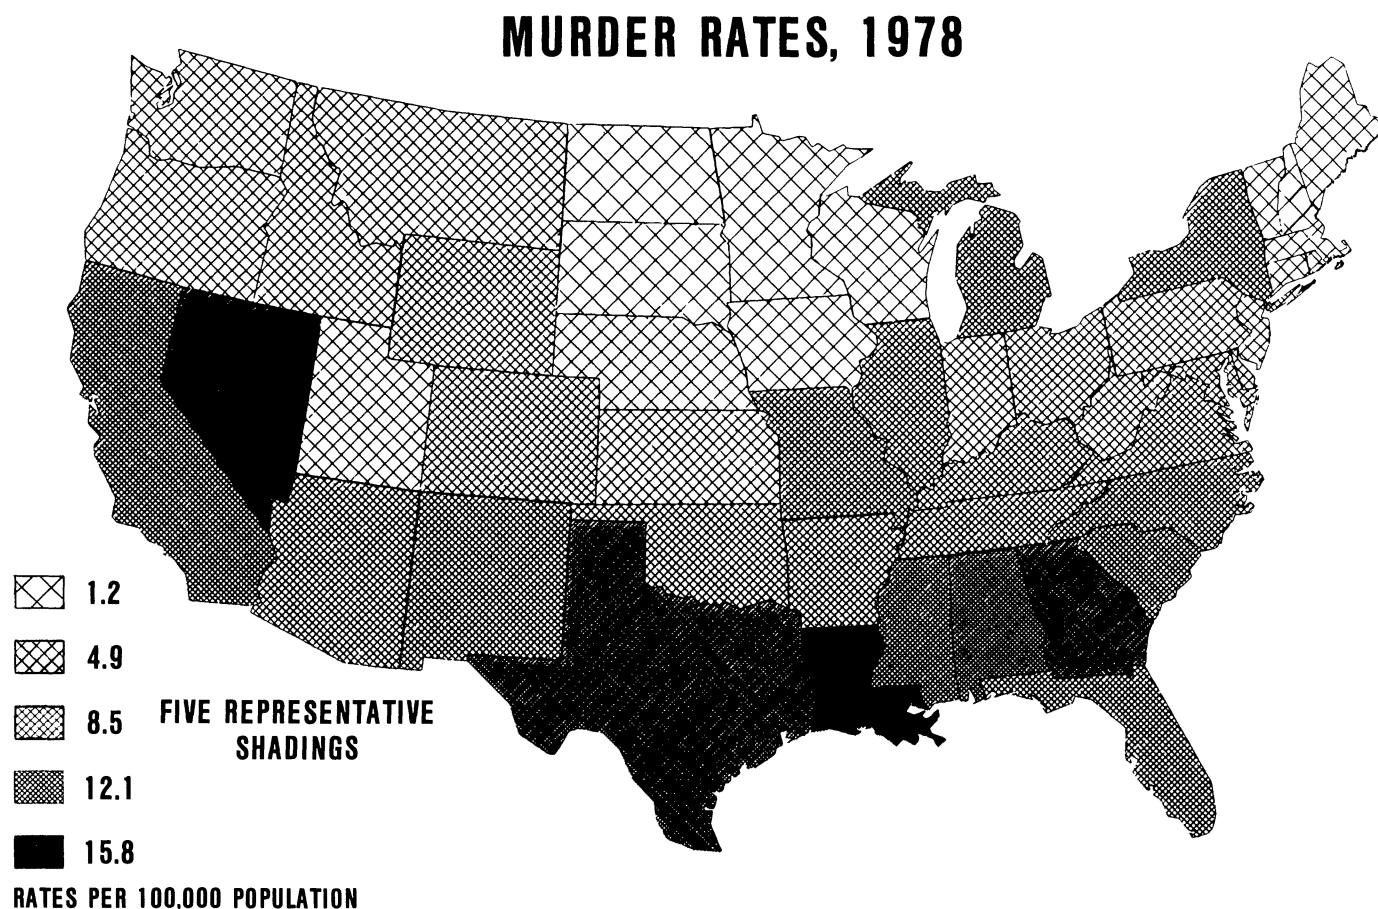 MURDER RATES, 1978
1.2
4.9
8.5
FIVE REPRESENTATIVE
SHADINGS
12.1
15.8
RATES PER 100,000 POPULATION